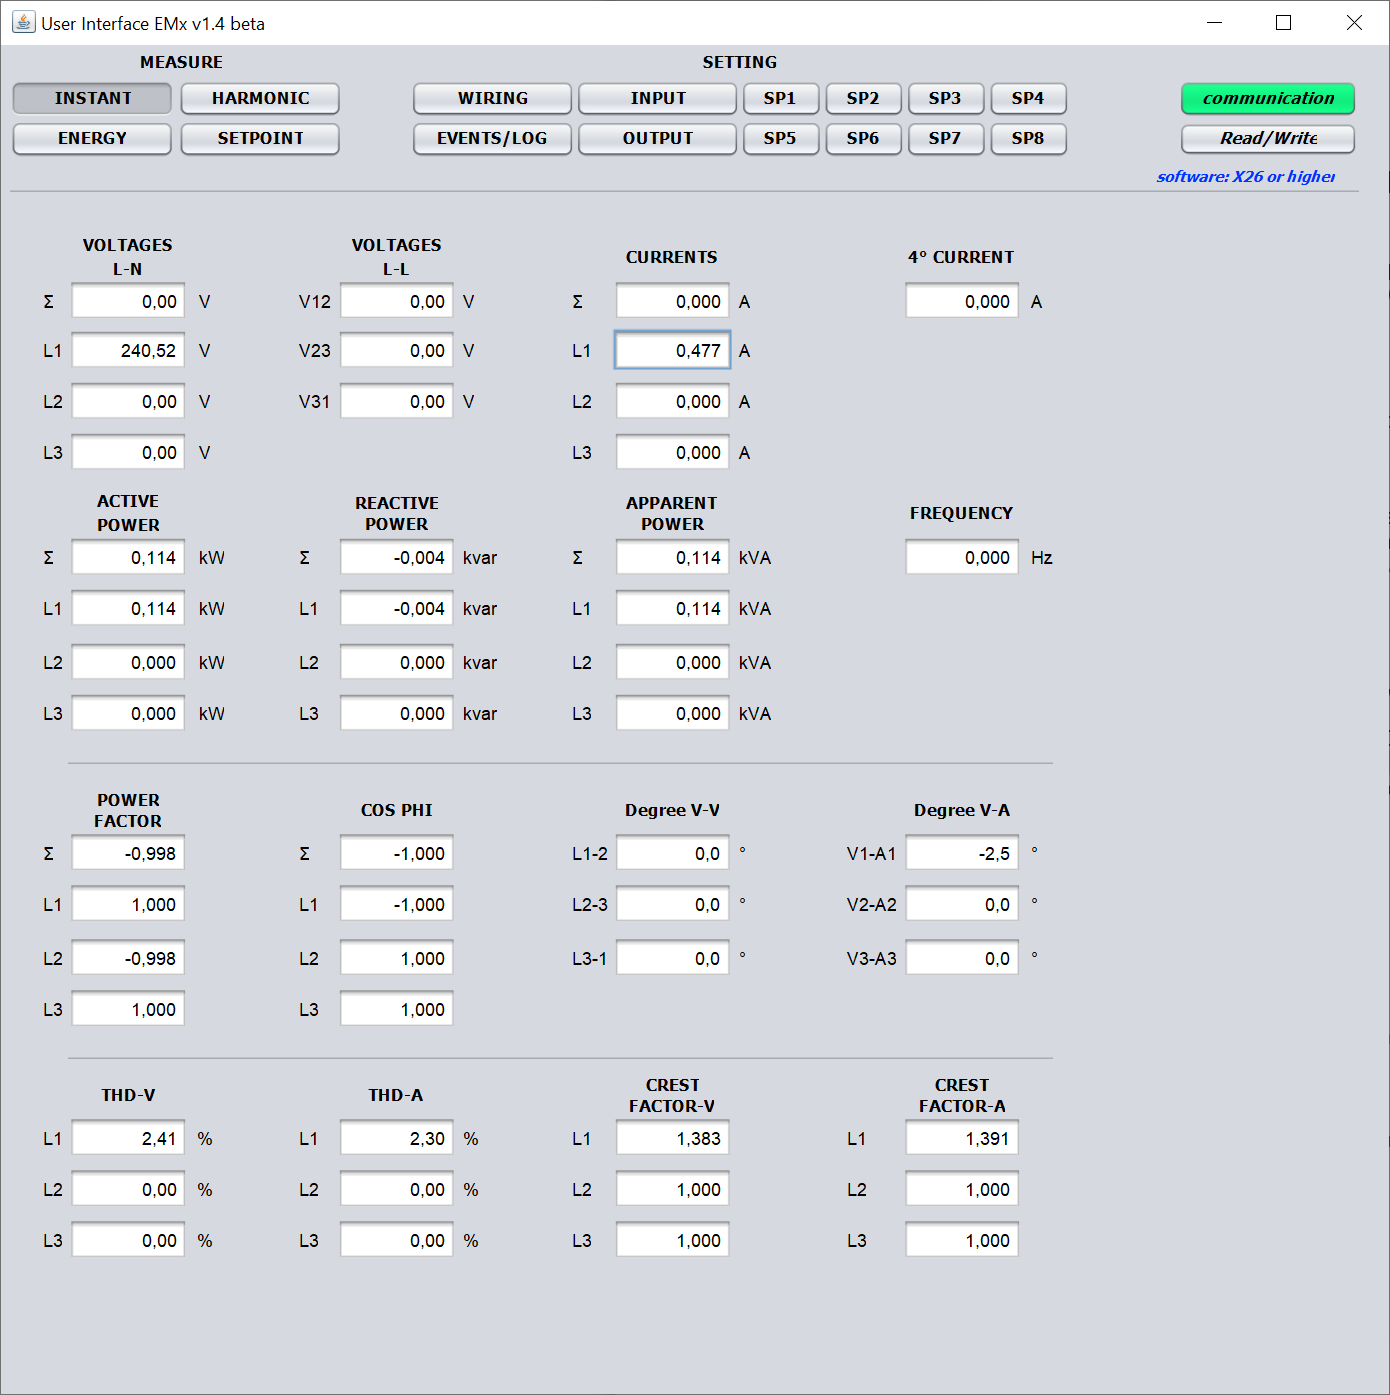 User Interface EMx v1.4 beta
MEASURE SETTING
INSTANT HARMONIC WIRING INPUT SP1 SP2 SP3 SP4 communication
ENERGY SETPOINT EVENTS/LOG OUTPUT SP5 SP6 SP7 SP8 Read/Write
software: X26 or higher
VOLTAGES L-N
Σ 0,00 V
L1 240,52 V
L2 0,00 V
L3 0,00 V
VOLTAGES L-L
V12 0,00 V
V23 0,00 V
V31 0,00 V
CURRENTS
Σ 0,000 A
L1 0,477 A
L2 0,000 A
L3 0,000 A
4° CURRENT
0,000 A
ACTIVE
POWER
Σ 0,114 kW
L1 0,114 kW
L2 0,000 kW
L3 0,000 kW
REACTIVE
POWER
Σ -0,004 kvar
L1 -0,004 kvar
L2 0,000 kvar
L3 0,000 kvar
APPARENT
POWER
Σ 0,114 kVA
L1 0,114 kVA
L2 0,000 kVA
L3 0,000 kVA
FREQUENCY
0,000 Hz
POWER
FACTOR
Σ -0,998
L1 1,000
L2 -0,998
L3 1,000
COS PHI
Σ -1,000
L1 -1,000
L2 1,000
L3 1,000
Degree V-V
L1-2 0,0 °
L2-3 0,0 °
L3-1 0,0 °
Degree V-A
V1-A1 -2,5 °
V2-A2 0,0 °
V3-A3 0,0 °
THD-V
L1 2,41 %
L2 0,00 %
L3 0,00 %
THD-A
L1 2,30 %
L2 0,00 %
L3 0,00 %
CREST
FACTOR-V
L1 1,383
L2 1,000
L3 1,000
CREST
FACTOR-A
L1 1,391
L2 1,000
L3 1,000